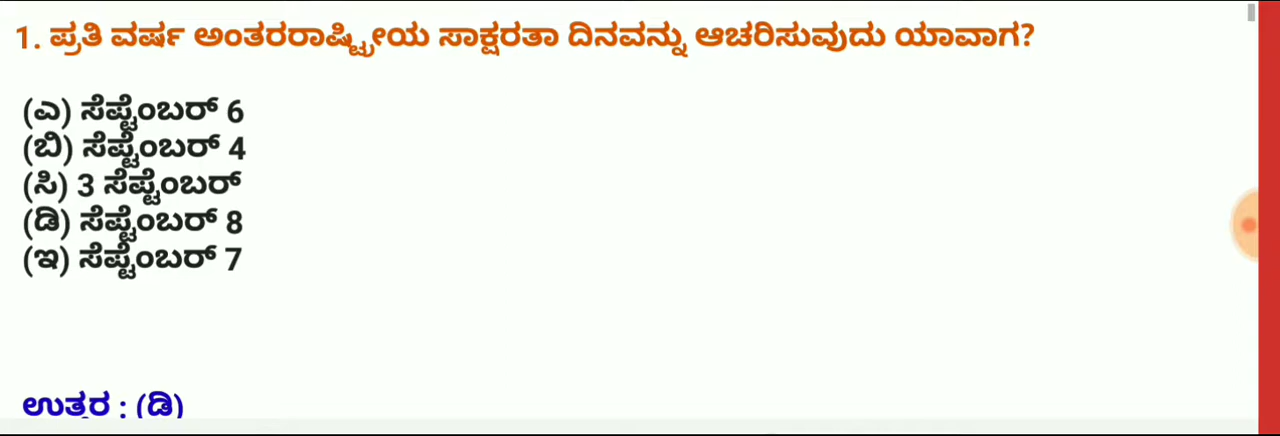 1. ಪ್ರತಿ ವರ್ಷ ಅಂತರರಾಷ್ಟ್ರೀಯ ಸಾಕ್ಷರತಾ ದಿನವನ್ನು ಆಚರಿಸುವುದು ಯಾವಾಗ?
(ಎ) ಸೆಪ್ಟೆಂಬರ್ 6
(ಬಿ) ಸೆಪ್ಟೆಂಬರ್ 4
(ಸಿ) 3 ಸೆಪ್ಟೆಂಬರ್
(ಡಿ) ಸೆಪ್ಟೆಂಬರ್ 8
(ಇ) ಸೆಪ್ಟೆಂಬರ್ 7
ಉತ್ತರ : (ಡಿ)